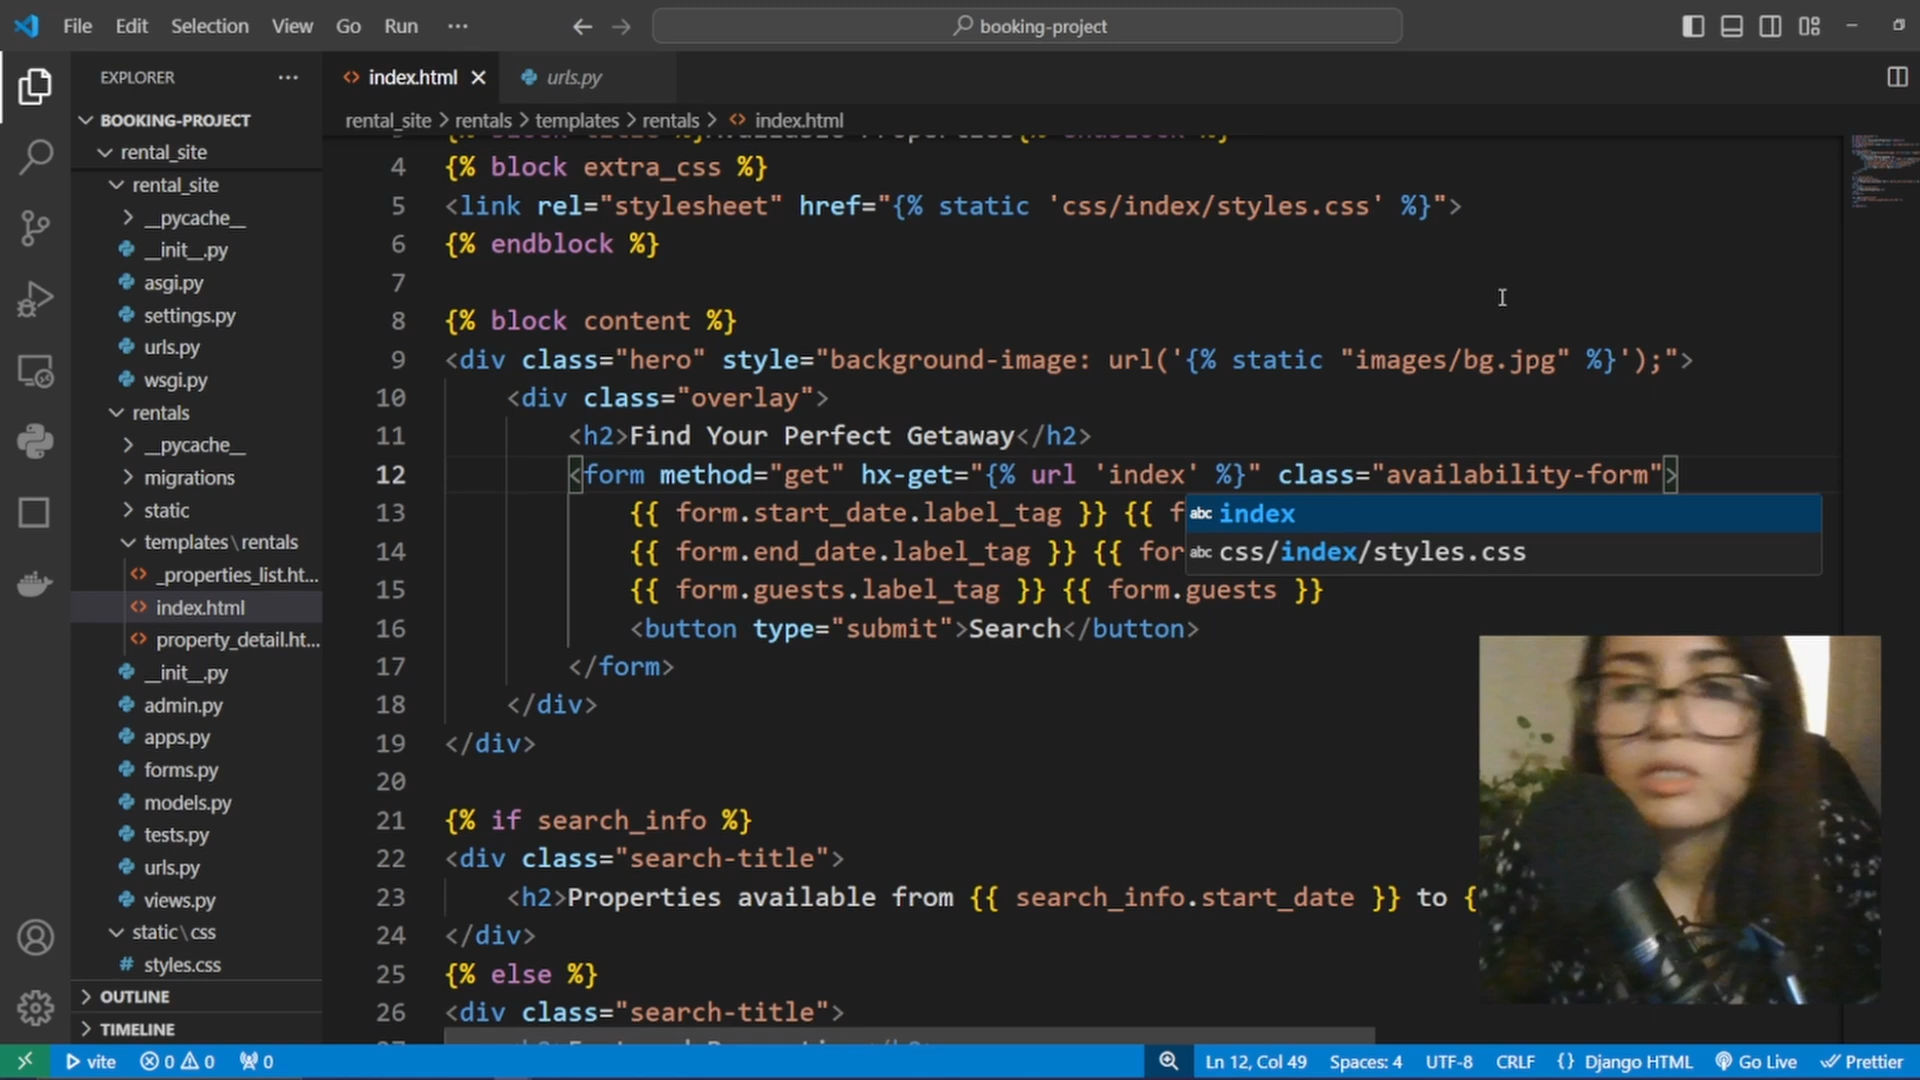 File Edit Selection View Go Run ···
booking-project
EXPLORER ···
index.html
urls.py
BOOKING-PROJECT
rental_site > rentals > templates > rentals > index.html
rental_site
rental_site
__pycache__
__init__.py
asgi.py
settings.py
urls.py
wsgi.py
rentals
__pycache__
migrations
static
templates\rentals
_properties_list.ht...
index.html
property_detail.ht...
__init__.py
admin.py
apps.py
forms.py
models.py
tests.py
urls.py
views.py
static\css
styles.css
OUTLINE
TIMELINE
4 {% block extra_css %}
5 <link rel="stylesheet" href="{% static 'css/index/styles.css' %}">
6 {% endblock %}
7
8 {% block content %}
9 <div class="hero" style="background-image: url('{% static "images/bg.jpg" %}');">
10 <div class="overlay">
11 <h2>Find Your Perfect Getaway</h2>
12 <form method="get" hx-get="{% url 'index' %}" class="availability-form">
13 {{ form.start_date.label_tag }} {{ f
index
14 {{ form.end_date.label_tag }} {{ for
css/index/styles.css
15 {{ form.guests.label_tag }} {{ form.guests }}
16 <button type="submit">Search</button>
17 </form>
18 </div>
19 </div>
20
21 {% if search_info %}
22 <div class="search-title">
23 <h2>Properties available from {{ search_info.start_date }} to {
24 </div>
25 {% else %}
26 <div class="search-title">
vite 0 0 0
Ln 12, Col 49 Spaces: 4 UTF-8 CRLF {} Django HTML Go Live Prettier